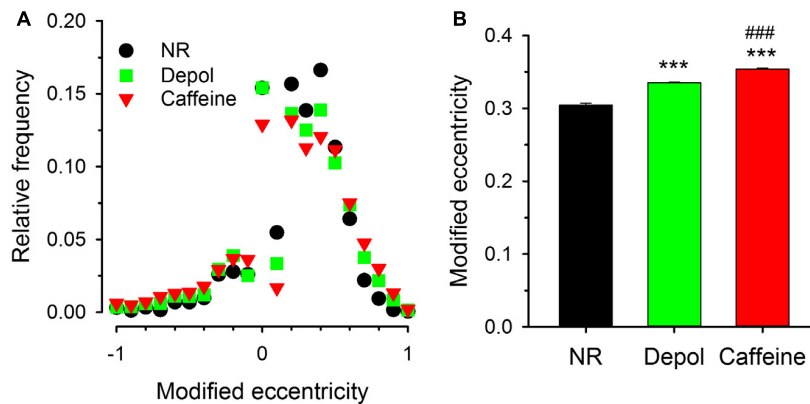 A
0.20
0.15
0.10
0.05
0.00
Relative frequency
NR
Depol
Caffeine
-1
0
1
Modified eccentricity
B
0.4
0.3
0.2
0.1
0.0
Modified eccentricity
***
###
***
NR
Depol
Caffeine